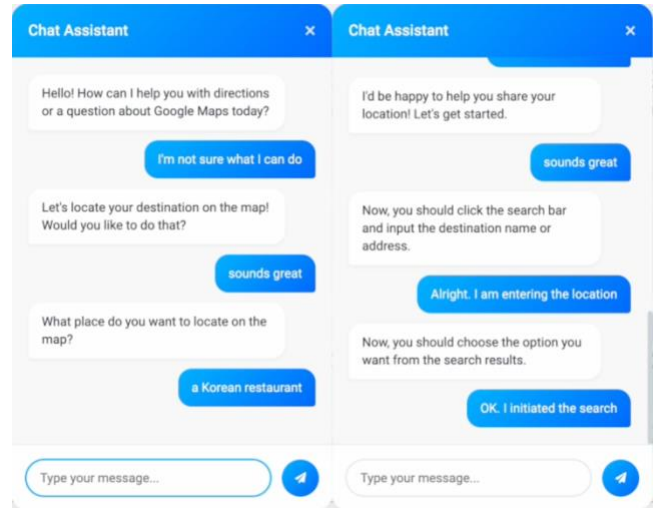 Chat Assistant ×
Hello! How can I help you with directions
or a question about Google Maps today?
I'm not sure what I can do
Let's locate your destination on the map!
Would you like to do that?
sounds great
What place do you want to locate on the
map?
a Korean restaurant
Type your message...
Chat Assistant ×
I'd be happy to help you share your
location! Let's get started.
sounds great
Now, you should click the search bar
and input the destination name or
address.
Alright. I am entering the location
Now, you should choose the option you
want from the search results.
OK. I initiated the search
Type your message...